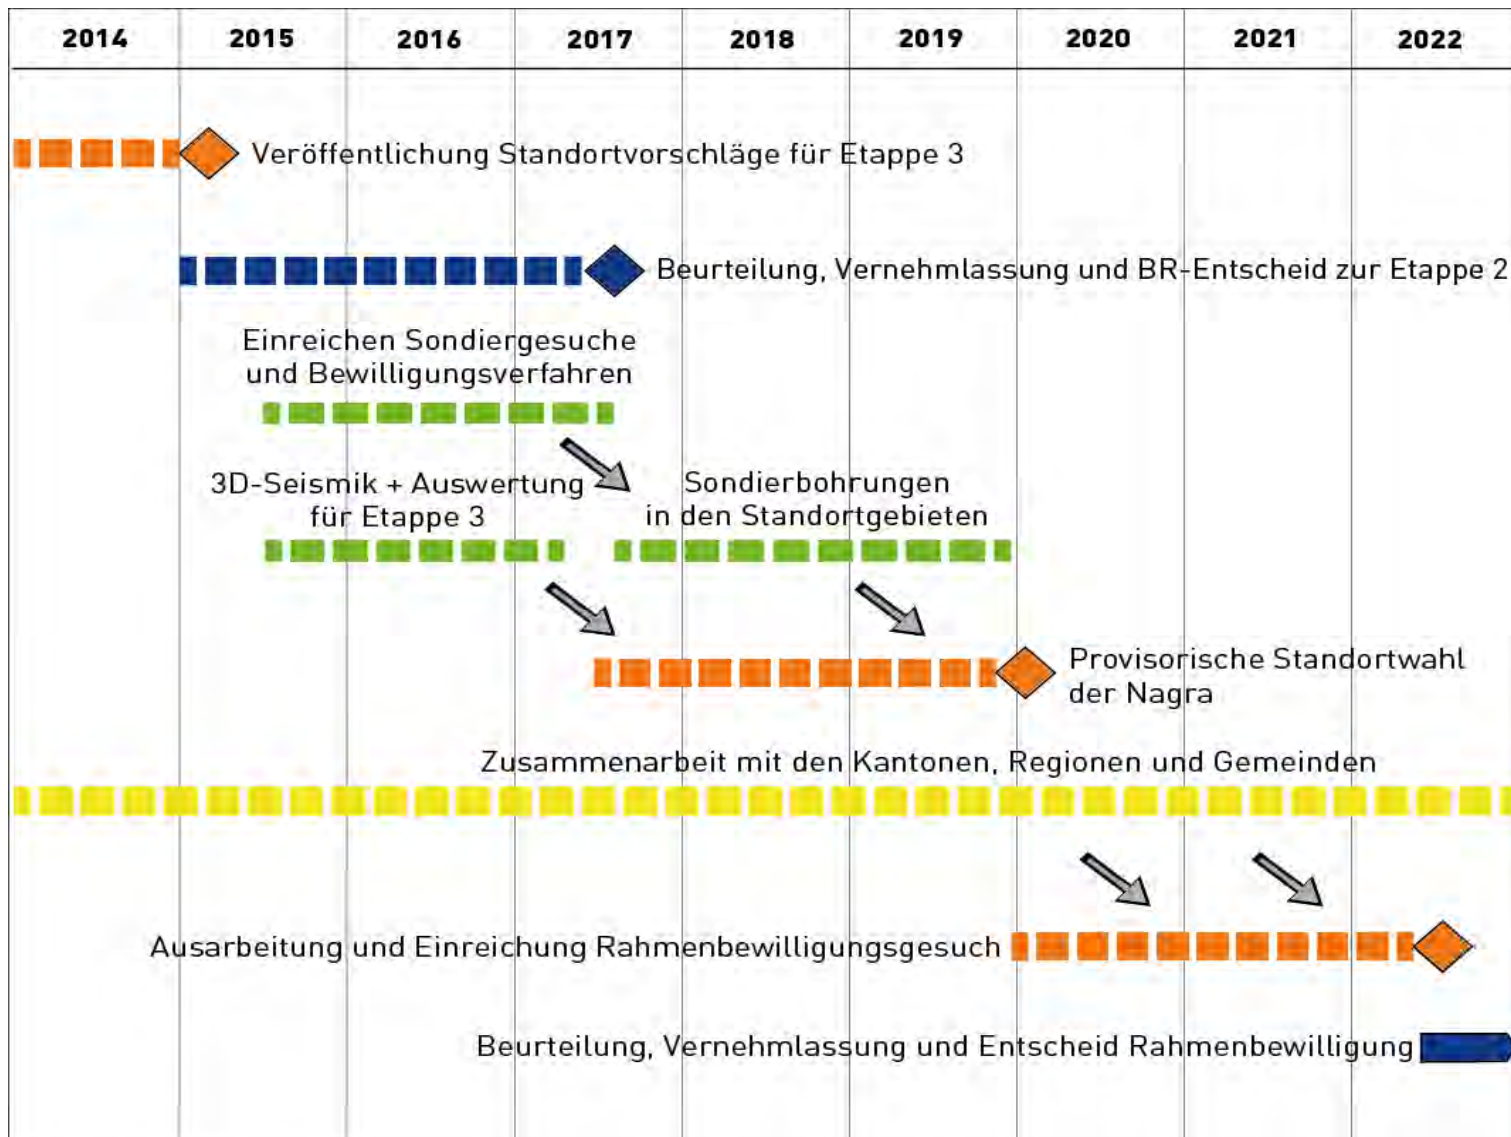 2014 2015 2016 2017 2018 2019 2020 2021 2022
Veröffentlichung Standortvorschläge für Etappe 3
Beurteilung, Vernehmlassung und BR-Entscheid zur Etappe 2
Einreichen Sondiergesuche
und Bewilligungsverfahren
3D-Seismik + Auswertung
für Etappe 3
Sondierbohrungen
in den Standortgebieten
Provisorische Standortwahl
der Nagra
Zusammenarbeit mit den Kantonen, Regionen und Gemeinden
Ausarbeitung und Einreichung Rahmenbewilligungsgesuch
Beurteilung, Vernehmlassung und Entscheid Rahmenbewilligung